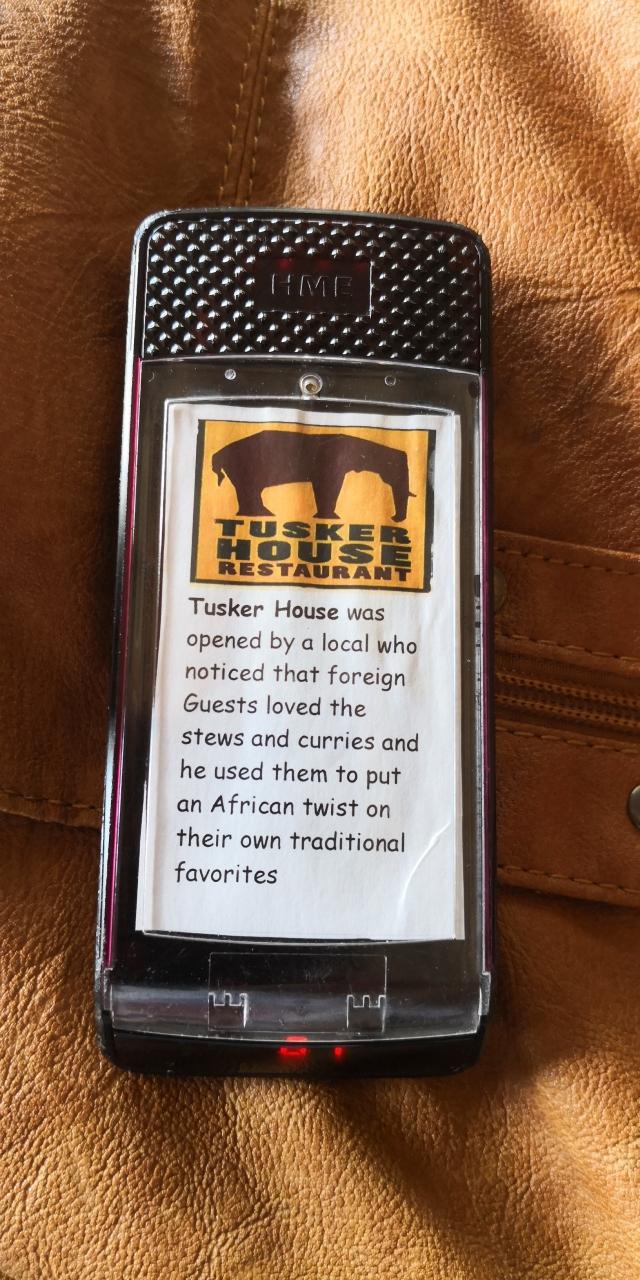 HME
TUSKER
HOUSE
RESTAURANT
Tusker House was
opened by a local who
noticed that foreign
Guests loved the
stews and curries and
he used them to put
an African twist on
their own traditional
favorites